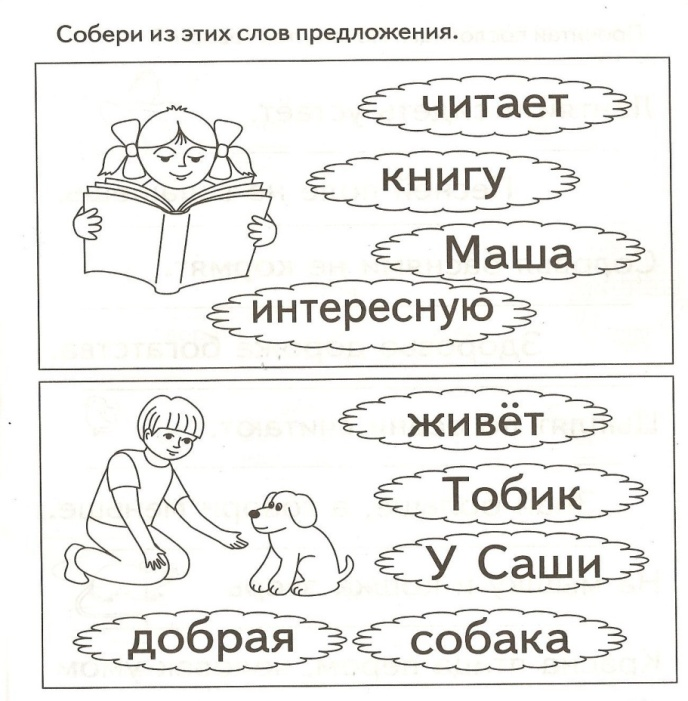 Собери из этих слов предложения.
читает
книгу
Маша
интересную
живёт
Тобик
У Саши
добрая
собака